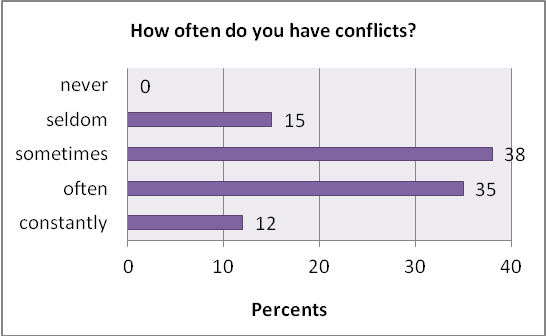 How often do you have conflicts?
never 0
seldom 15
sometimes 38
often 35
constantly 12
0 10 20 30 40
Percents